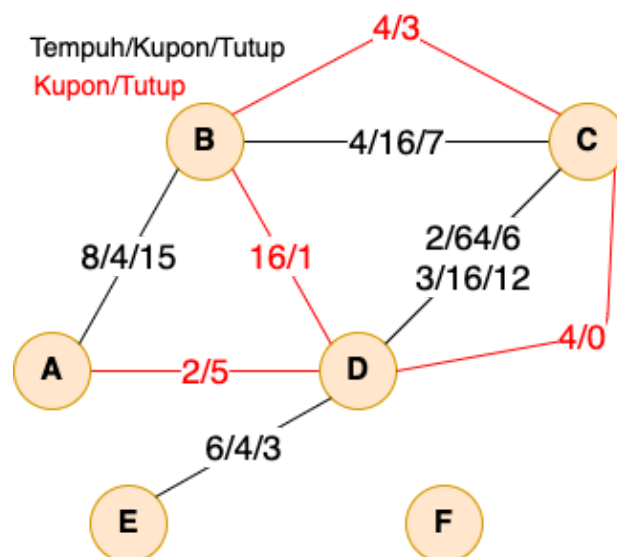 4/3
Tempuh/Kupon/Tutup
Kupon/Tutup
B
4/16/7
C
8/4/15
16/1
2/64/6
3/16/12
4/0
A
2/5
D
6/4/3
E
F